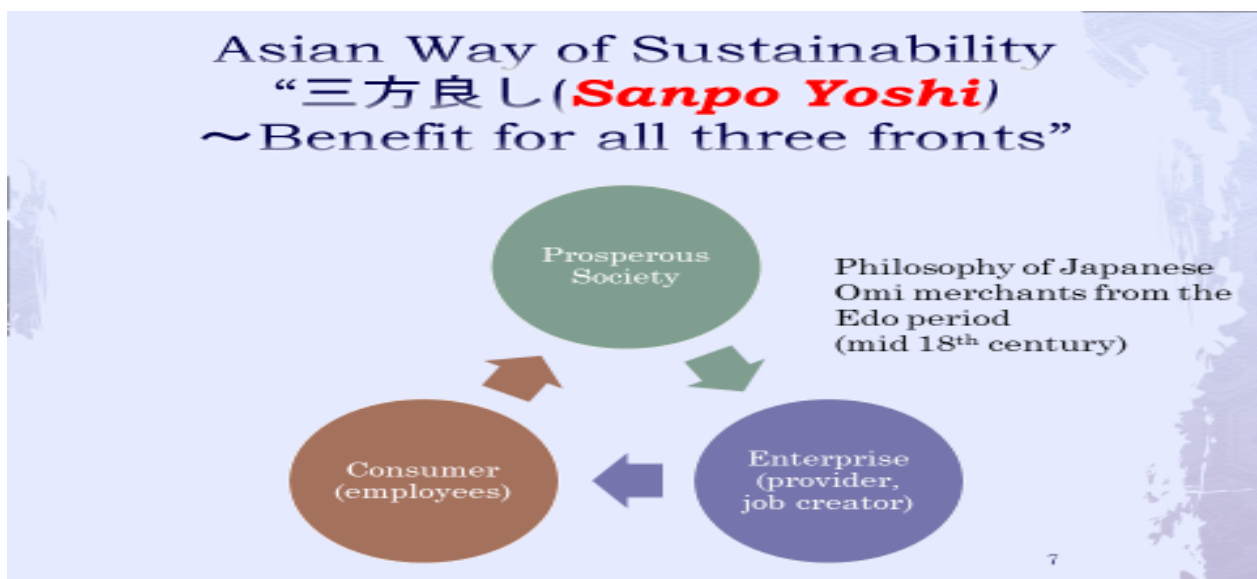 Asian Way of Sustainability
“三方良し(Sanpo Yoshi)
～Benefit for all three fronts”
Prosperous
Society
Philosophy of Japanese
Omi merchants from the
Edo period
(mid 18th century)
Consumer
(employees)
Enterprise
(provider,
job creator)
7